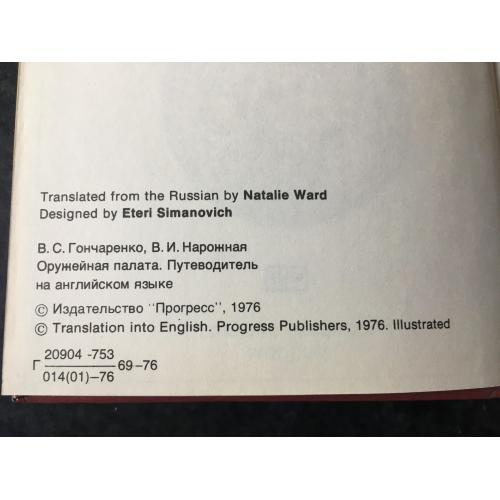 Translated from the Russian by Natalie Ward
Designed by Eteri Simanovich
В. С. Гончаренко, В. И. Нарожная
Оружейная палата. Путеводитель
на английском языке
© Издательство "Прогресс", 1976
© Translation into English. Progress Publishers, 1976. Illustrated
Г 20904 -753
014(01)-76 69-76